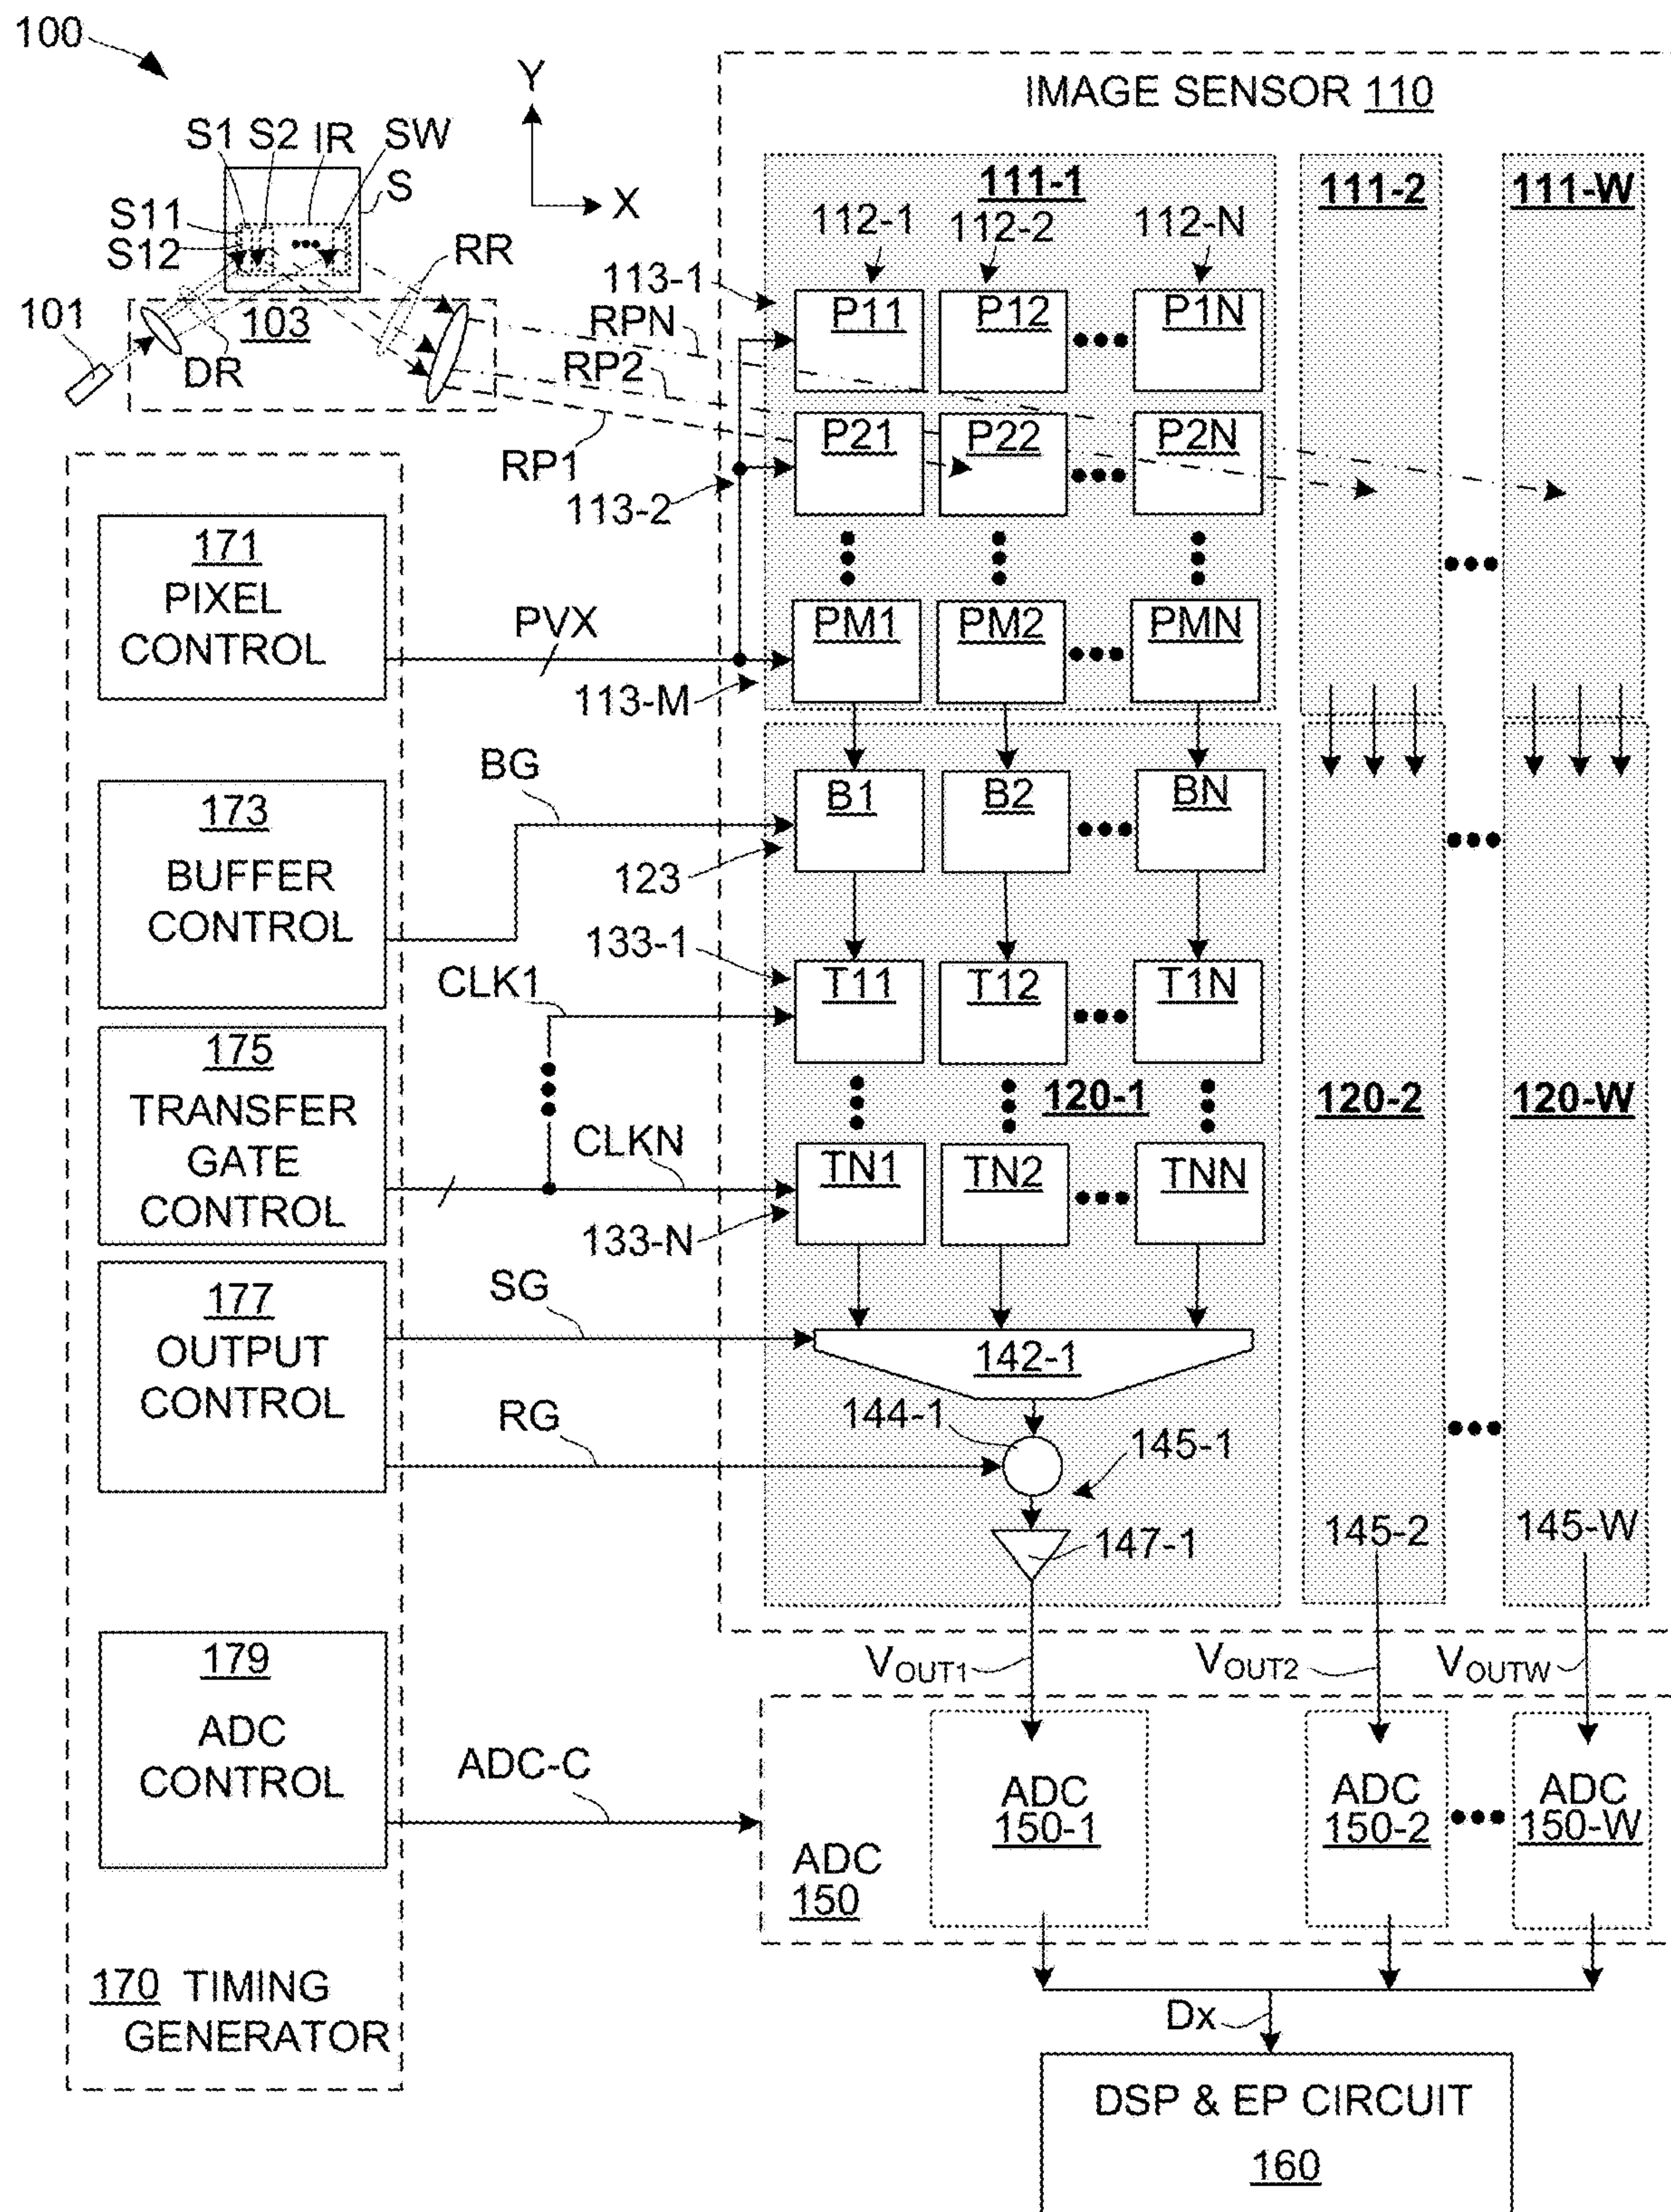 100
Y
X
S1 S2 IR SW
S
S11
S12
RR
101
DR
103
RPN
RP2
RP1
IMAGE SENSOR 110
111-1
111-2
111-W
112-1
112-2
112-N
113-1
P11
P12
P1N
P21
P22
P2N
113-2
PM1
PM2
PMN
113-M
171
PIXEL
CONTROL
PVX
173
BUFFER
CONTROL
BG
B1
B2
BN
123
133-1
CLK1
T11
T12
T1N
175
TRANSFER
GATE
CONTROL
120-1
120-2
120-W
CLKN
TN1
TN2
TNN
133-N
177
OUTPUT
CONTROL
SG
142-1
RG
144-1
145-1
147-1
145-2
145-W
VOUT1
VOUT2
VOUTW
179
ADC
CONTROL
ADC-C
ADC
150
ADC
150-1
ADC
150-2
ADC
150-W
170 TIMING
GENERATOR
Dx
DSP & EP CIRCUIT
160